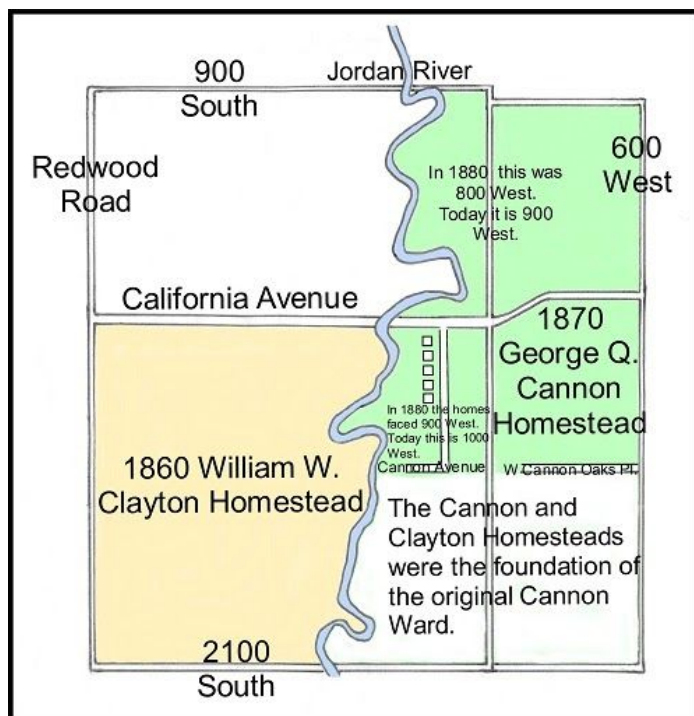 900
South
Jordan River
Redwood
Road
600
West
In 1880 this was
800 West.
Today it is 900
West.
California Avenue
1870
George Q.
Cannon
Homestead
In 1880 the homes
faced 900 West.
Today this is 1000
West.
Cannon Avenue
W Cannon Oaks Pl.
1860 William W.
Clayton Homestead
The Cannon and
Clayton Homesteads
were the foundation of
the original Cannon
Ward.
2100
South